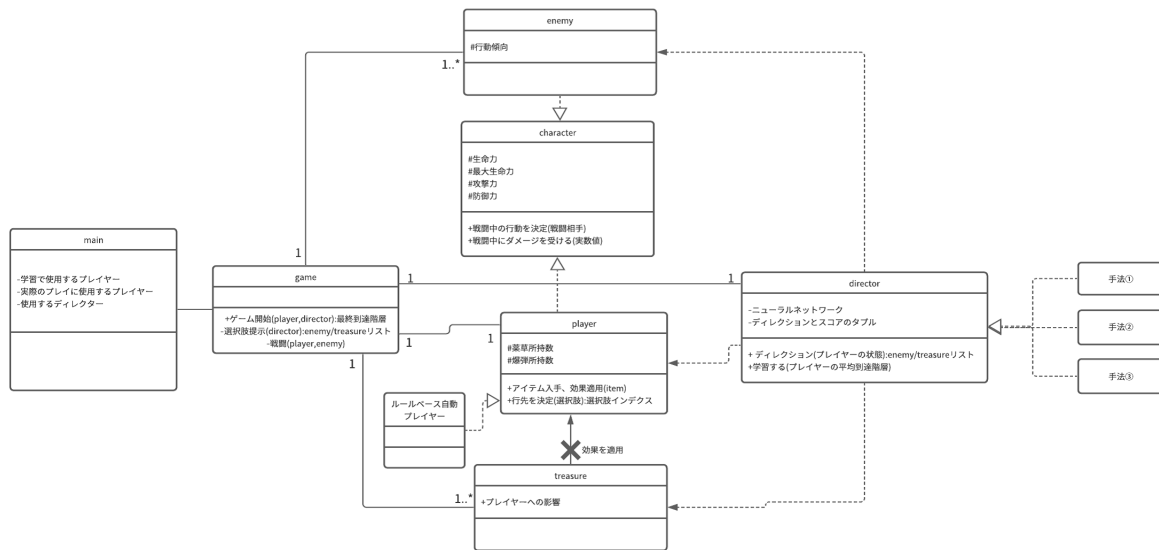 enemy
#行動傾向
1..*
character
#生命力
#最大生命力
#攻撃力
#防御力
+戦闘中の行動を決定(戦闘相手)
+戦闘中にダメージを受ける(実数値)
main
-学習で使用するプレイヤー
-実際のプレイに使用するプレイヤー
-使用するディレクター
1
game
+ゲーム開始(player,director):最終到達階層
-選択肢提示(director):enemy/treasureリスト
-戦闘(player,enemy)
1
1
1
1
1
director
-ニューラルネットワーク
-ディレクションとスコアのタプル
+ ディレクション(プレイヤーの状態):enemy/treasureリスト
+学習する(プレイヤーの平均到達階層)
手法①
手法②
手法③
player
#薬草所持数
#爆弾所持数
+アイテム入手、効果適用(item)
+行先を決定(選択肢):選択肢インデクス
ルールベース自動
プレイヤー
効果を適用
1..*
treasure
+プレイヤーへの影響